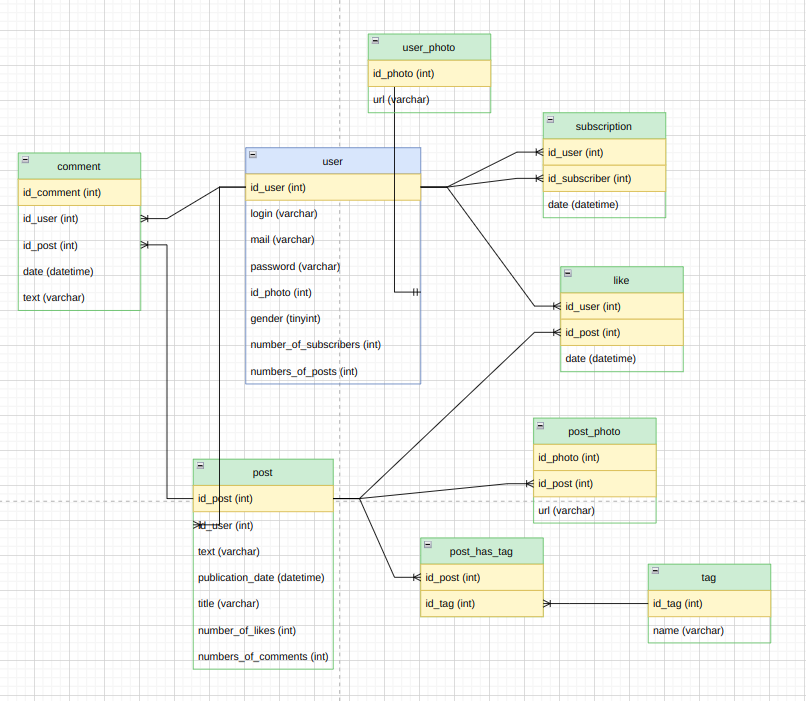 user_photo
id_photo (int)
url (varchar)
subscription
id_user (int)
id_subscriber (int)
date (datetime)
comment
id_comment (int)
id_user (int)
id_post (int)
date (datetime)
text (varchar)
user
id_user (int)
login (varchar)
mail (varchar)
password (varchar)
id_photo (int)
gender (tinyint)
number_of_subscribers (int)
numbers_of_posts (int)
like
id_user (int)
id_post (int)
date (datetime)
post_photo
id_photo (int)
id_post (int)
url (varchar)
post
id_post (int)
id_user (int)
text (varchar)
publication_date (datetime)
title (varchar)
number_of_likes (int)
numbers_of_comments (int)
post_has_tag
id_post (int)
id_tag (int)
tag
id_tag (int)
name (varchar)